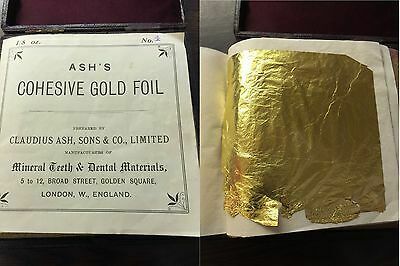 1/8 oz. No.
ASH'S
COHESIVE GOLD FOIL
PREPARED BY
CLAUDIUS ASH, SONS & CO., LIMITED
MANUFACTURERS OF
Mineral Teeth & Dental Materials,
5 to 12, BROAD STREET, GOLDEN SQUARE,
LONDON, W., ENGLAND.